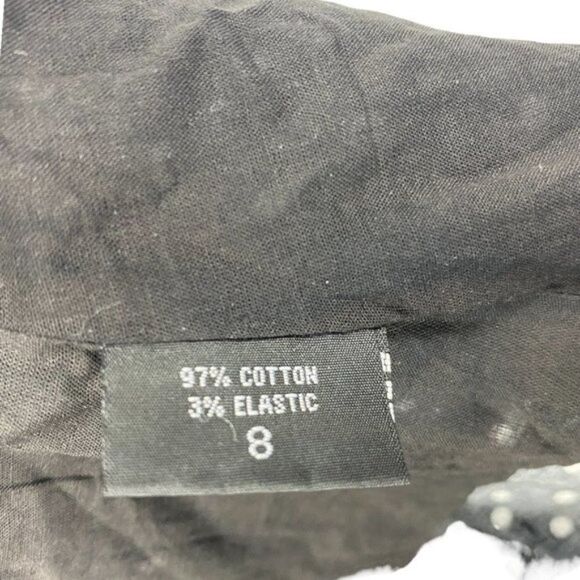 97% COTTON
3% ELASTIC
8